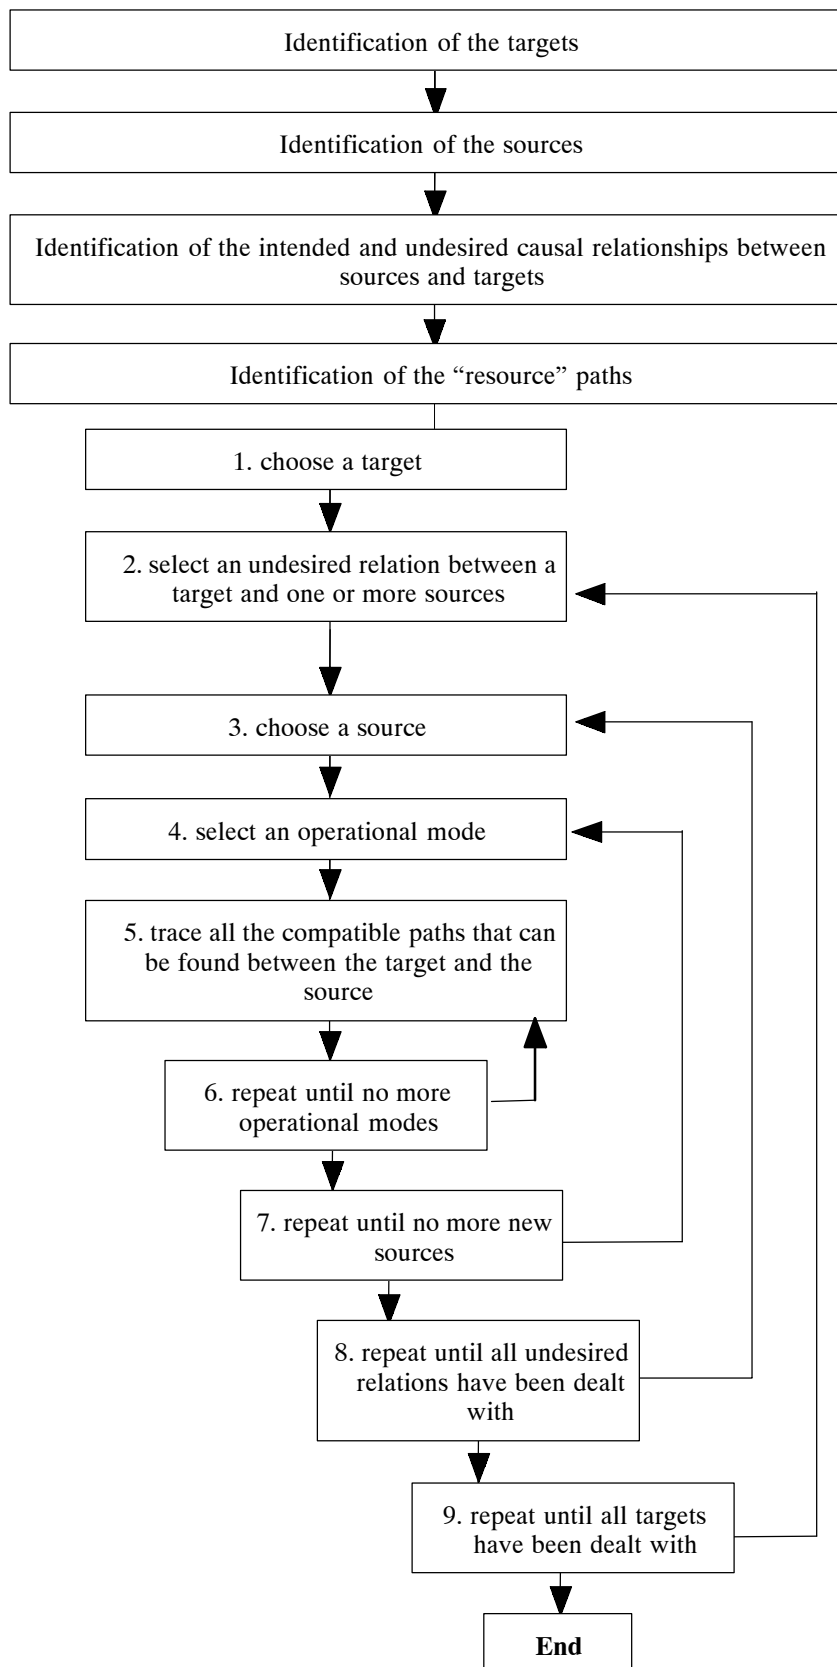 Identification of the targets
Identification of the sources
Identification of the intended and undesired causal relationships between
sources and targets
Identification of the “resource” paths
1. choose a target
2. select an undesired relation between a
target and one or more sources
3. choose a source
4. select an operational mode
5. trace all the compatible paths that can
be found between the target and the
source
6. repeat until no more
operational modes
7. repeat until no more new
sources
8. repeat until all undesired
relations have been dealt
with
9. repeat until all targets
have been dealt with
End